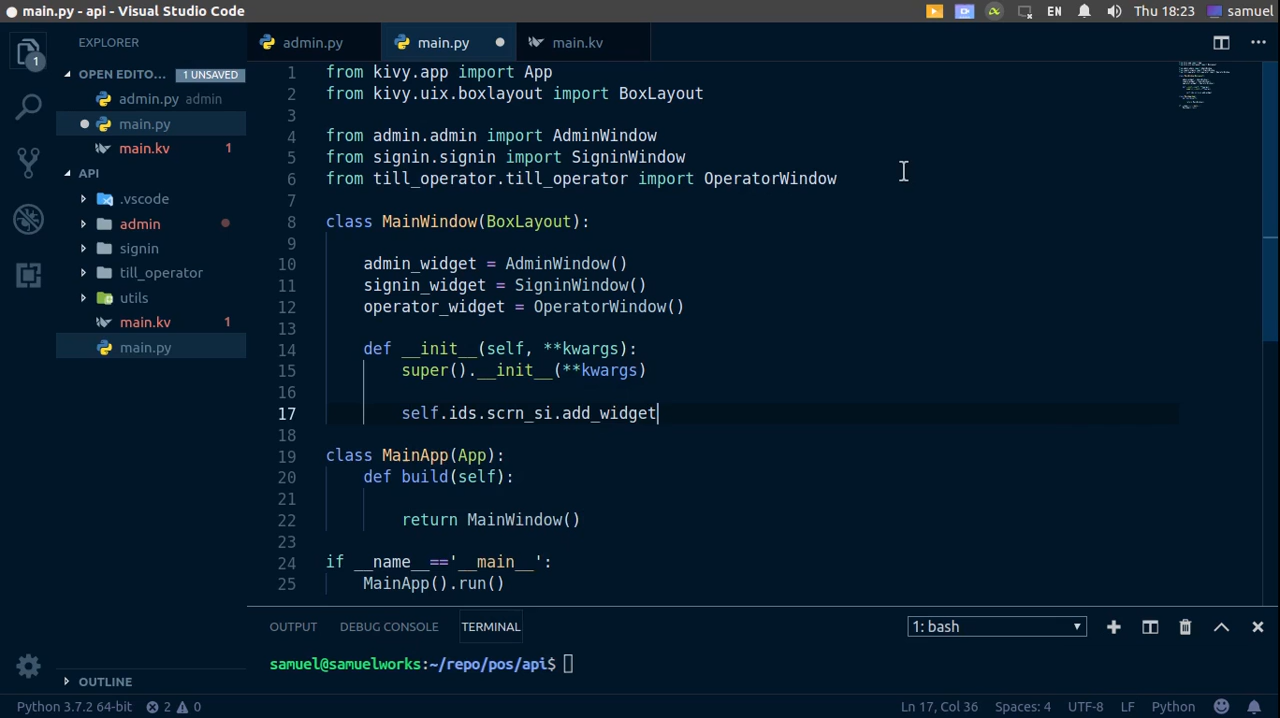 main.py - api - Visual Studio Code
EN
Thu 18:23
samuel
1
EXPLORER
admin.py
main.py
main.kv
OPEN EDITO...
1 UNSAVED
admin.py admin
main.py
main.kv 1
API
.vscode
admin
signin
till_operator
utils
main.kv 1
main.py
OUTLINE
1 from kivy.app import App
2 from kivy.uix.boxlayout import BoxLayout
3
4 from admin.admin import AdminWindow
5 from signin.signin import SigninWindow
6 from till_operator.till_operator import OperatorWindow
7
8 class MainWindow(BoxLayout):
9
10 admin_widget = AdminWindow()
11 signin_widget = SigninWindow()
12 operator_widget = OperatorWindow()
13
14 def __init__(self, **kwargs):
15 super().__init__(**kwargs)
16
17 self.ids.scrn_si.add_widget
18
19 class MainApp(App):
20 def build(self):
21
22 return MainWindow()
23
24 if __name__=='__main__':
25 MainApp().run()
OUTPUT
DEBUG CONSOLE
TERMINAL
1: bash
samuel@samuelworks:~/repo/pos/api$
Python 3.7.2 64-bit
2
0
Ln 17, Col 36
Spaces: 4
UTF-8
LF
Python